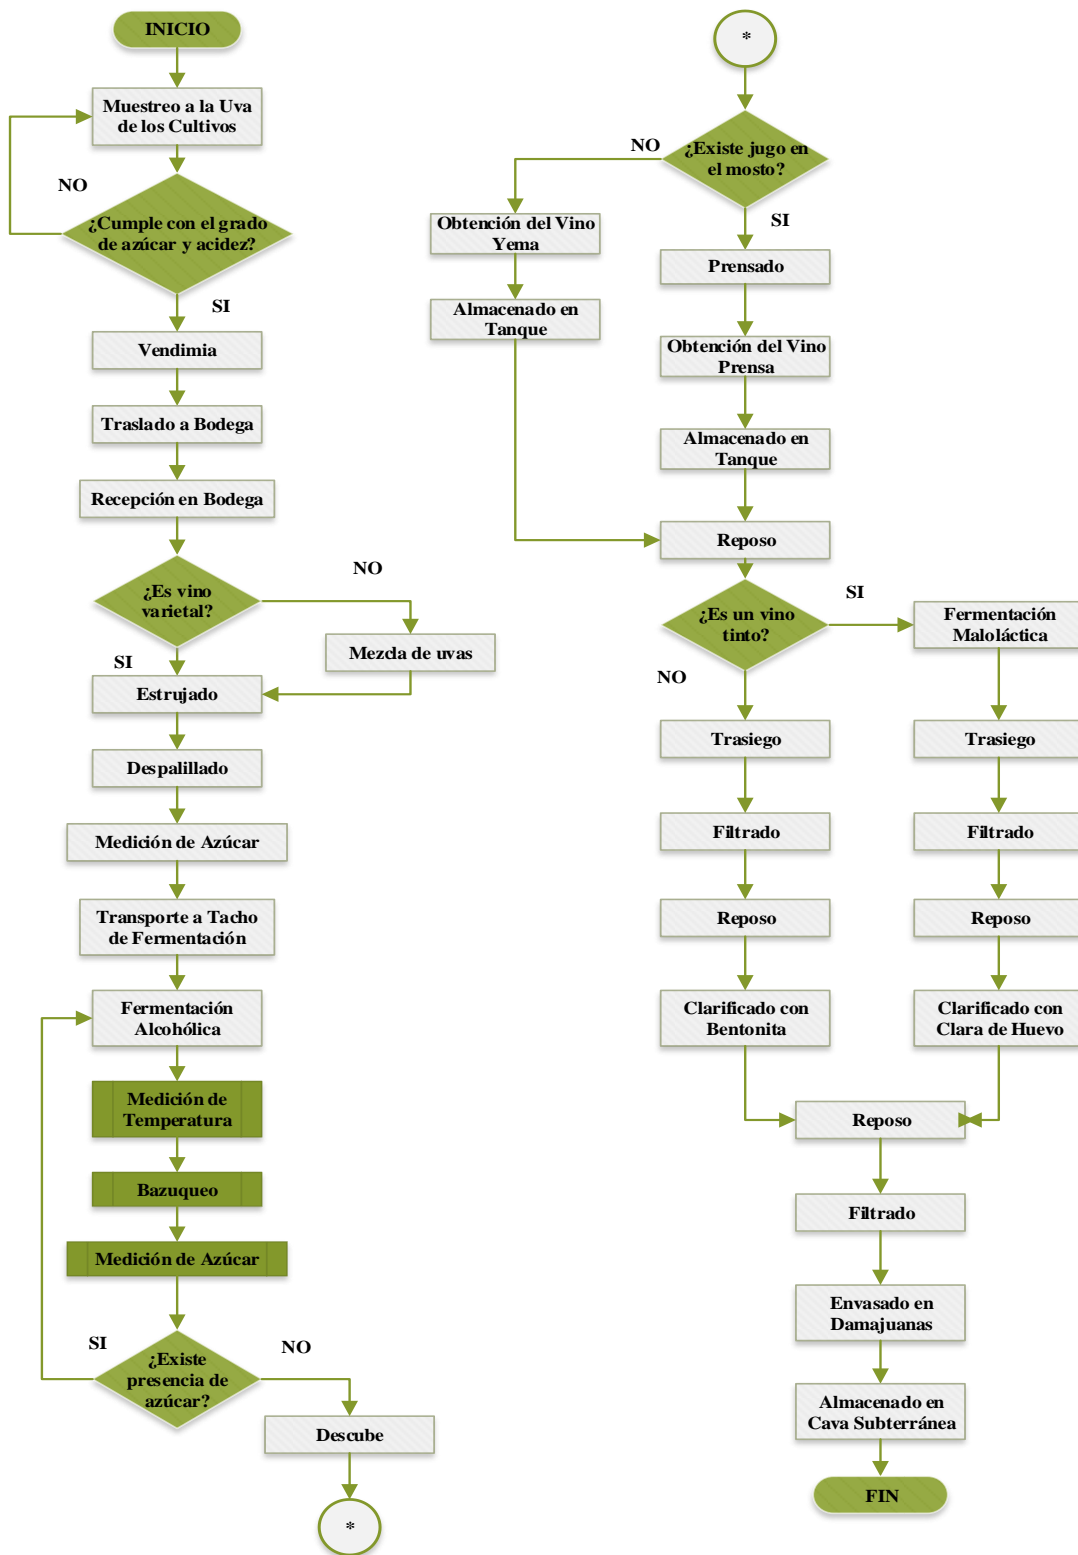 INICIO
Muestreo a la Uva
de los Cultivos
NO
¿Cumple con el grado
de azúcar y acidez?
SI
Vendimia
Traslado a Bodega
Recepción en Bodega
¿Es vino
varietal?
NO
Mezcla de uvas
SI
Estrujado
Despalillado
Medición de Azúcar
Transporte a Tacho
de Fermentación
Fermentación
Alcohólica
Medición de
Temperatura
Bazuqueo
Medición de Azúcar
SI
¿Existe
presencia de
azúcar?
NO
Descube
*
*
¿Existe jugo en
el mosto?
NO
Obtención del Vino
Yema
Almacenado en
Tanque
SI
Prensado
Obtención del Vino
Prensa
Almacenado en
Tanque
Reposo
¿Es un vino
tinto?
SI
Fermentación
Maloláctica
NO
Trasiego
Trasiego
Filtrado
Filtrado
Reposo
Reposo
Clarificado con
Bentonita
Clarificado con
Clara de Huevo
Reposo
Filtrado
Envasado en
Damajuanas
Almacenado en
Cava Subterránea
FIN